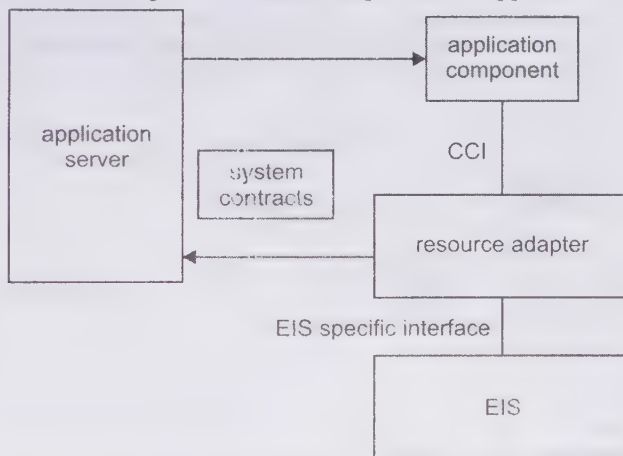 application
component
application
server
CCI
system
contracts
resource adapter
EIS specific interface
EIS